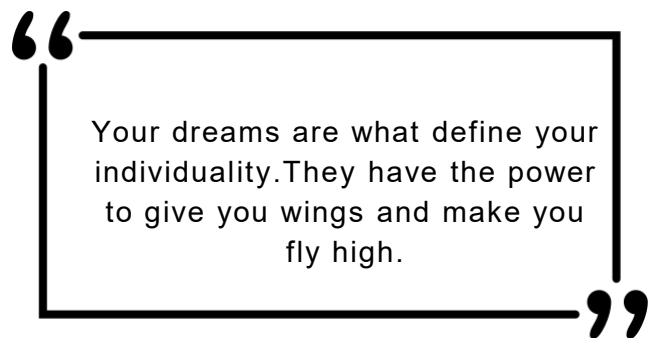 Your dreams are what define your
individuality.They have the power
to give you wings and make you
fly high.